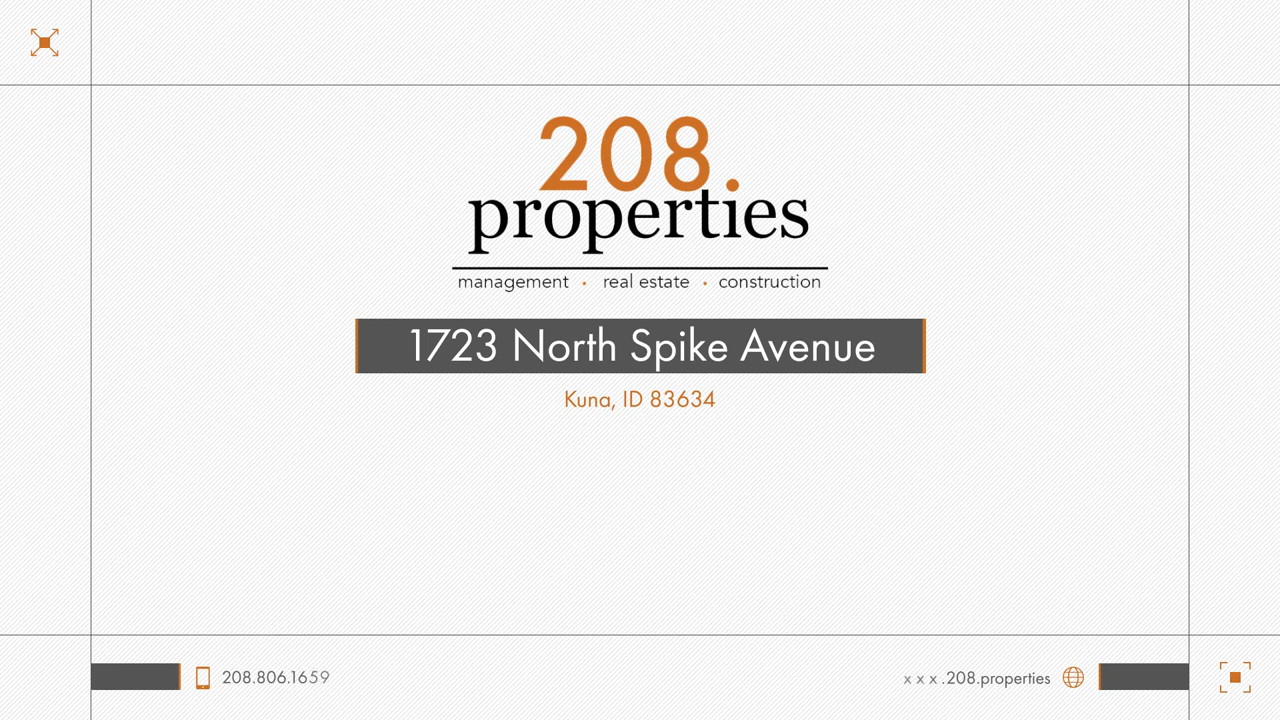 208.
properties
management • real estate • construction
1723 North Spike Avenue
Kuna, ID 83634
208.806.1659
x x x .208.properties